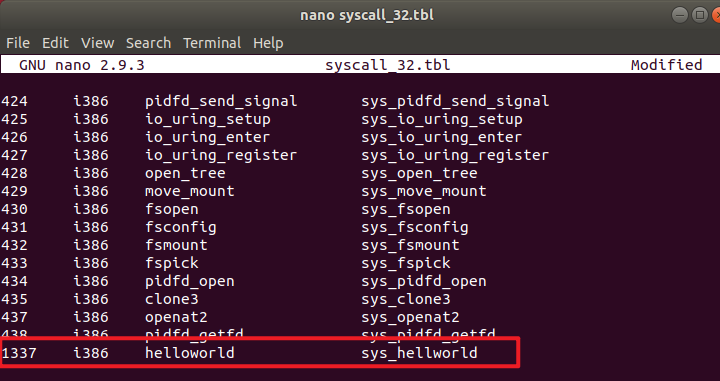 nano syscall_32.tbl
File Edit View Search Terminal Help
GNU nano 2.9.3 syscall_32.tbl Modified
424 i386 pidfd_send_signal sys_pidfd_send_signal
425 i386 io_uring_setup sys_io_uring_setup
426 i386 io_uring_enter sys_io_uring_enter
427 i386 io_uring_register sys_io_uring_register
428 i386 open_tree sys_open_tree
429 i386 move_mount sys_move_mount
430 i386 fsopen sys_fsopen
431 i386 fsconfig sys_fsconfig
432 i386 fsmount sys_fsmount
433 i386 fspick sys_fspick
434 i386 pidfd_open sys_pidfd_open
435 i386 clone3 sys_clone3
437 i386 openat2 sys_openat2
438 i386 pidfd_getfd sys_pidfd_getfd
1337 i386 helloworld sys_hellworld